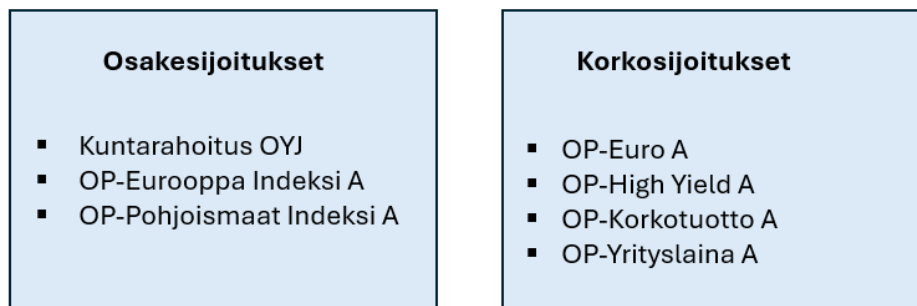 Osakesijoitukset
▪ Kuntarahoitus OYJ
▪ OP-Eurooppa Indeksi A
▪ OP-Pohjoismaat Indeksi A
Korkosijoitukset
▪ OP-Euro A
▪ OP-High Yield A
▪ OP-Korkotuotto A
▪ OP-Yrityslaina A